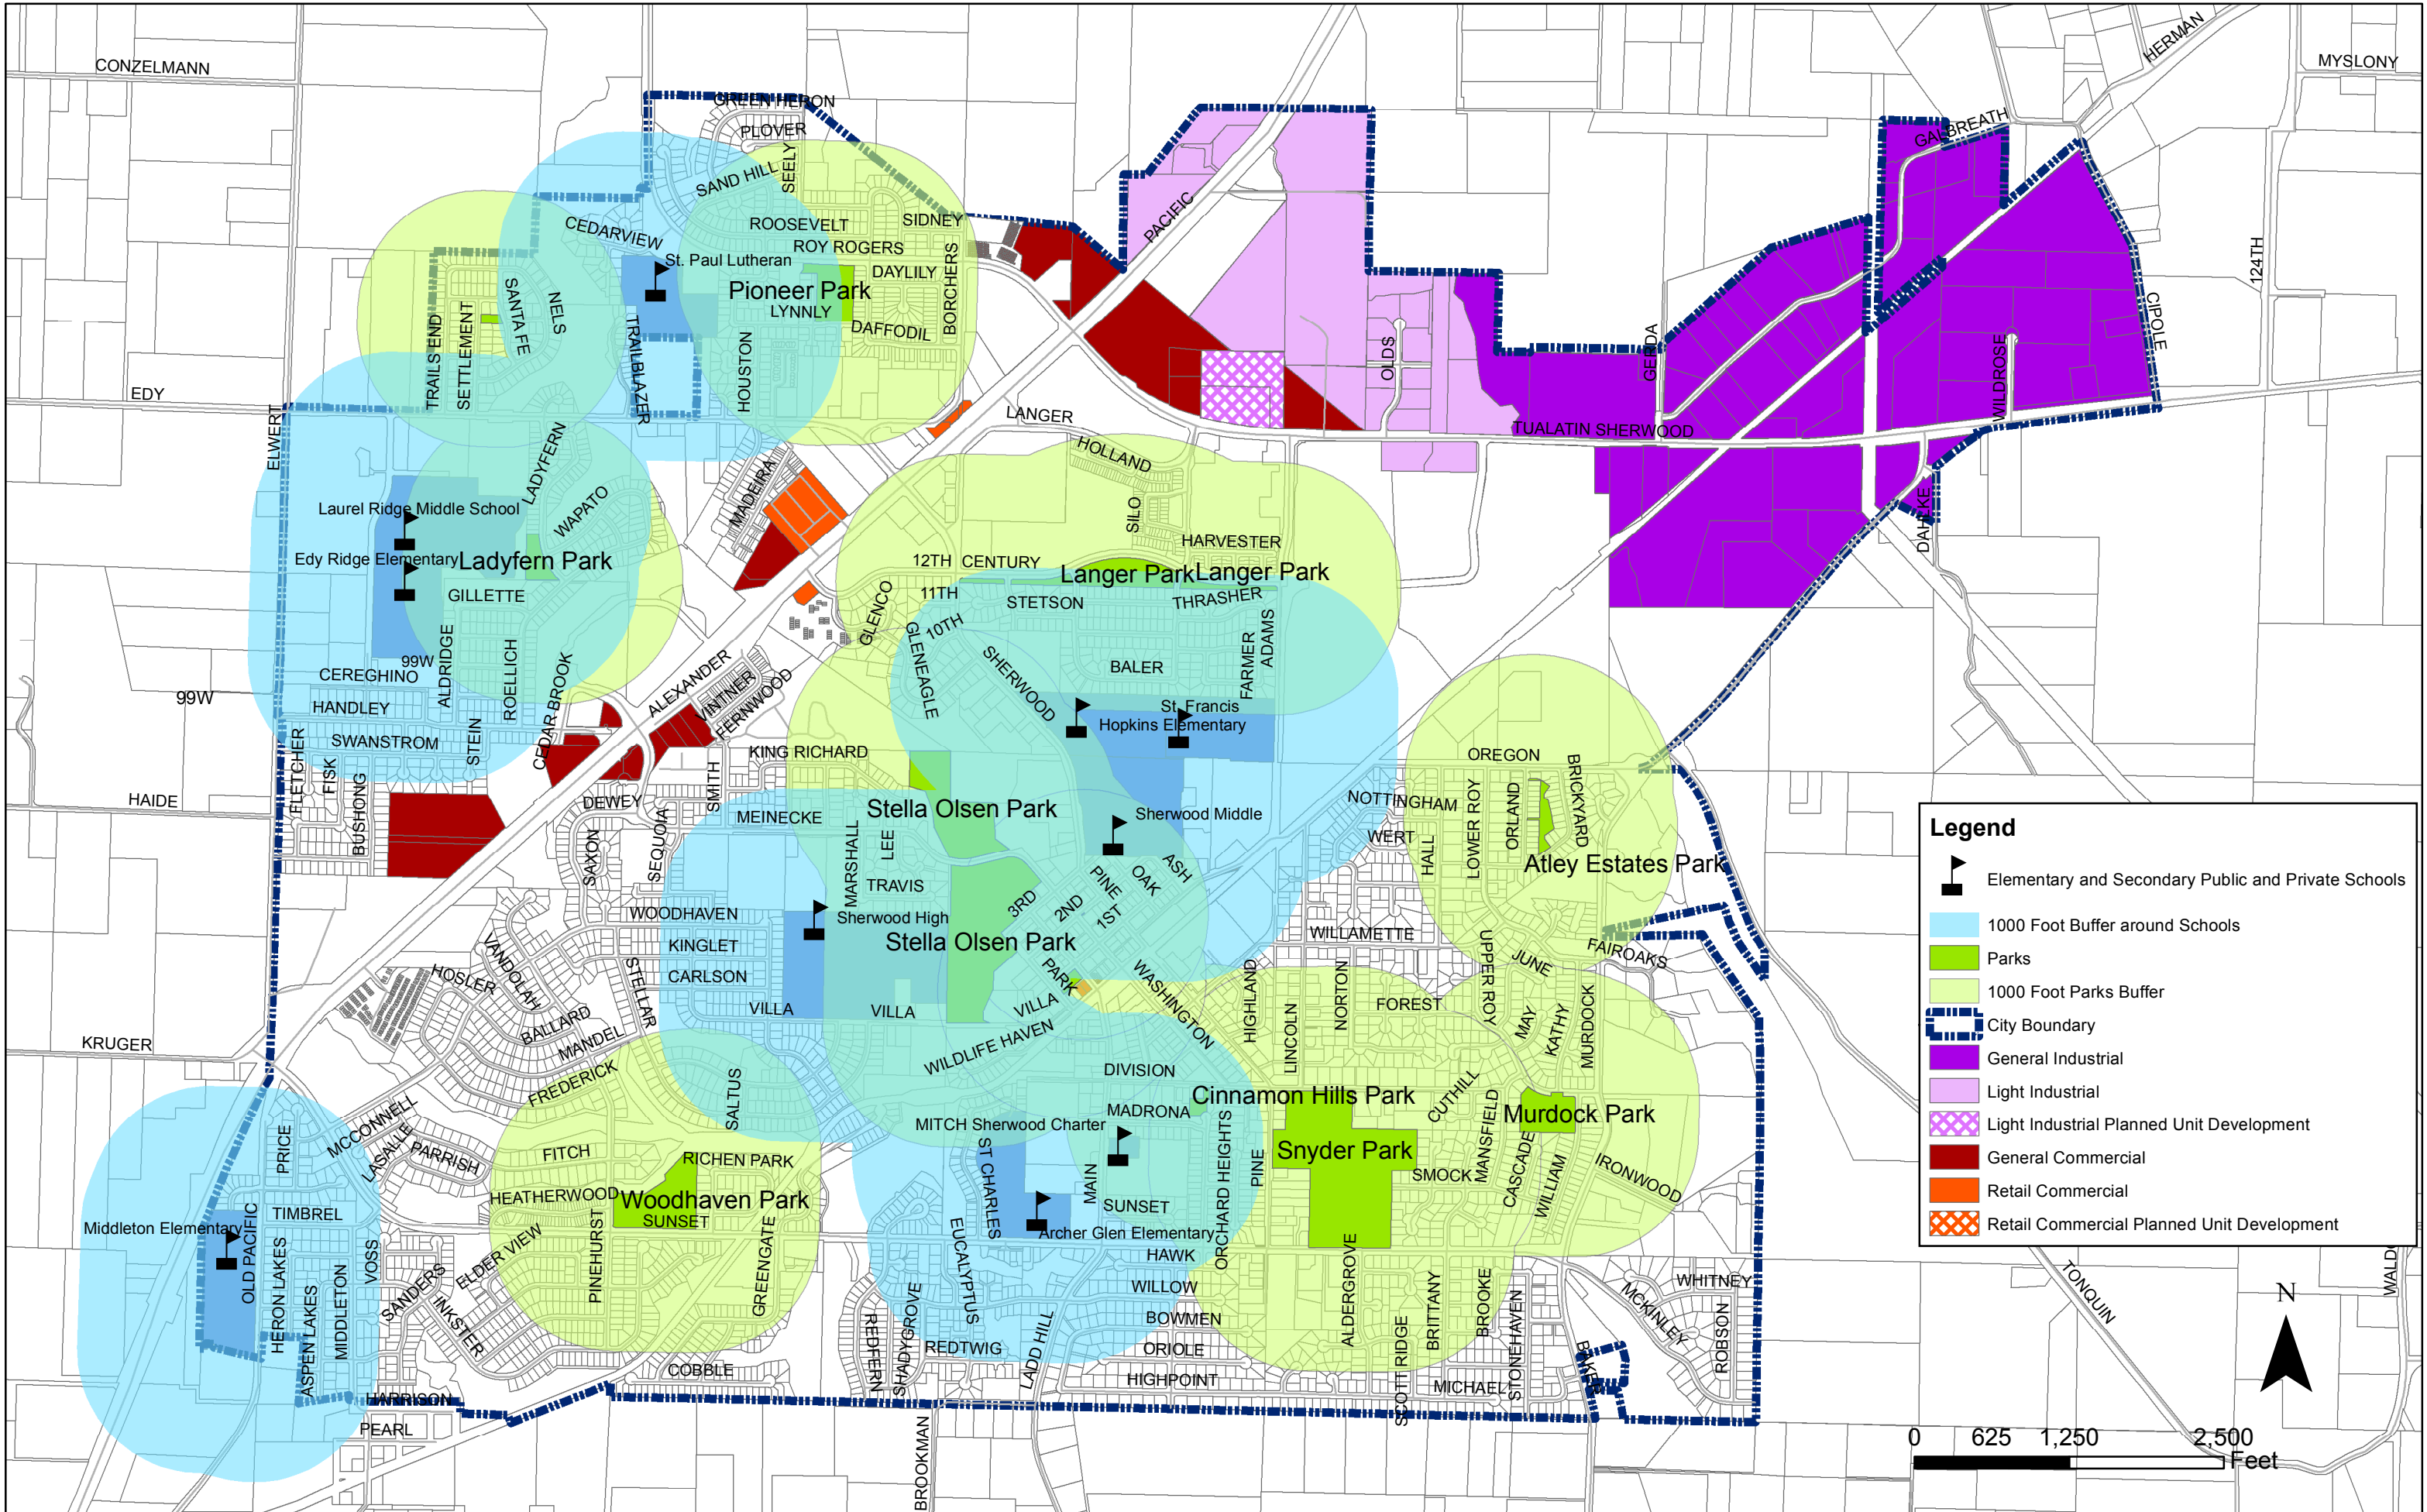 CONZELMANN
HERMAN
MYSLONY
GREEN HERON
PLOVER
GALBREATH
SEELY
SAND HILL
PACIFIC
CEDARVIEW
ROOSEVELT
SIDNEY
ROY ROGERS
124TH
St. Paul Lutheran
DAYLILY
BORCHERS
SANTA FE
NELS
Pioneer Park
LYNNLY
DAFFODIL
CIPOLE
TRAILS END
SETTLEMENT
TRAILBLAZER
HOUSTON
OLDS
GERDA
WILDROSE
EDY
ELWERT
LANGER
TUALATIN SHERWOOD
LADYFERN
HOLLAND
MADEIRA
Laurel Ridge Middle School
WAPATO
SILO
DAHLKE
HARVESTER
Edy Ridge Elementary
Ladyfern Park
12TH
CENTURY
Langer Park
Langer Park
GILLETTE
11TH
STETSON
THRASHER
GLENCO
10TH
GLENEAGLE
ALDRIDGE
ROELLICH
SHERWOOD
BALER
FARMER
ADAMS
99W
CEREGHINO
CEDAR BROOK
ALEXANDER
VINTNER
FERNWOOD
99W
HANDLEY
St. Francis
Hopkins Elementary
SWANSTROM
STEIN
KING RICHARD
OREGON
FLETCHER
FISK
BUSHONG
SMITH
BRICKYARD
HAIDE
DEWEY
NOTTINGHAM
LOWER ROY
ORLAND
MEINECKE
Stella Olsen Park
Sherwood Middle
SAXON
SEQUOIA
MARSHALL
LEE
WERT
HALL
ASH
Atley Estates Park
TRAVIS
PINE
OAK
3RD
2ND
1ST
WOODHAVEN
Sherwood High
WILLAMETTE
KINGLET
Stella Olsen Park
VANDOLAH
UPPER ROY
JUNE
FAIROAKS
HOSLER
CARLSON
STELLAR
PARK
WASHINGTON
HIGHLAND
NORTON
VILLA
VILLA
VILLA
LINCOLN
FOREST
MAY
KATHY
MURDOCK
BALLARD
MANDEL
WILDLIFE HAVEN
KRUGER
FREDERICK
SALTUS
DIVISION
CUTHILL
Cinnamon Hills Park
MADRONA
Murdock Park
MCCONNELL
MITCH Sherwood Charter
PRICE
LASALLE
PARRISH
FITCH
RICHEN PARK
ST CHARLES
ORCHARD HEIGHTS
PINE
Snyder Park
MANSFIELD
CASCADE
SMOCK
WILLIAM
IRONWOOD
HEATHERWOOD
Woodhaven Park
MAIN
SUNSET
TIMBREL
SUNSET
Middleton Elementary
OLD PACIFIC
PINEHURST
GREENGATE
EUCALYPTUS
Archer Glen Elementary
HAWK
VOSS
ELDER VIEW
HERON LAKES
SANDERS
WILLOW
WHITNEY
ASPEN LAKES
MIDDLETON
INKSTER
REDFERN
SHADYGROVE
BOWMEN
ALDERGROVE
BRITTANY
BROOKE
STONEHAVEN
MCKINLEY
ROBSON
REDTWIG
LADD HILL
ORIOLE
SCOTT RIDGE
BAKER
COBBLE
HIGHPOINT
MICHAEL
HARRISON
PEARL
BROOKMAN
TONQUIN
Legend
Elementary and Secondary Public and Private Schools
1000 Foot Buffer around Schools
Parks
1000 Foot Parks Buffer
City Boundary
General Industrial
Light Industrial
Light Industrial Planned Unit Development
General Commercial
Retail Commercial
Retail Commercial Planned Unit Development
N
0 625 1,250 2,500
Feet